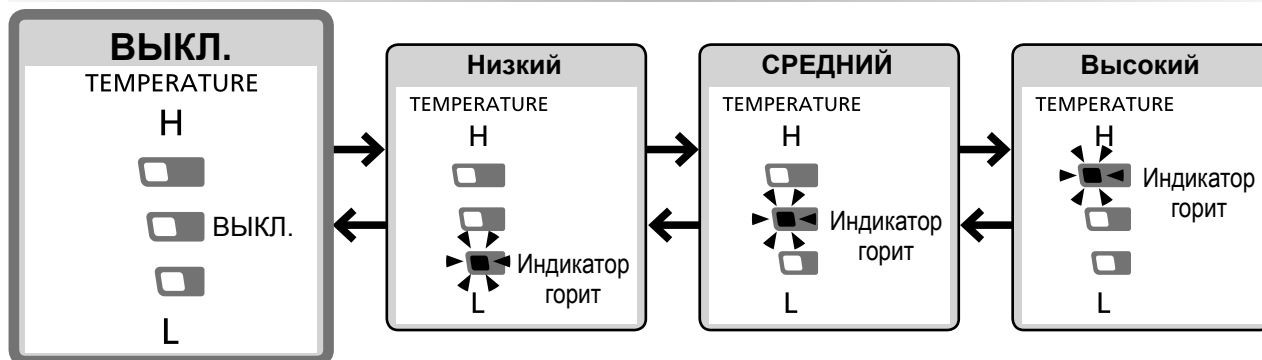 ВЫКЛ.
TEMPERATURE
H
ВЫКЛ.
L
Низкий
TEMPERATURE
H
Индикатор
горит
L
СРЕДНИЙ
TEMPERATURE
H
Индикатор
горит
L
Высокий
TEMPERATURE
H
Индикатор
горит
L